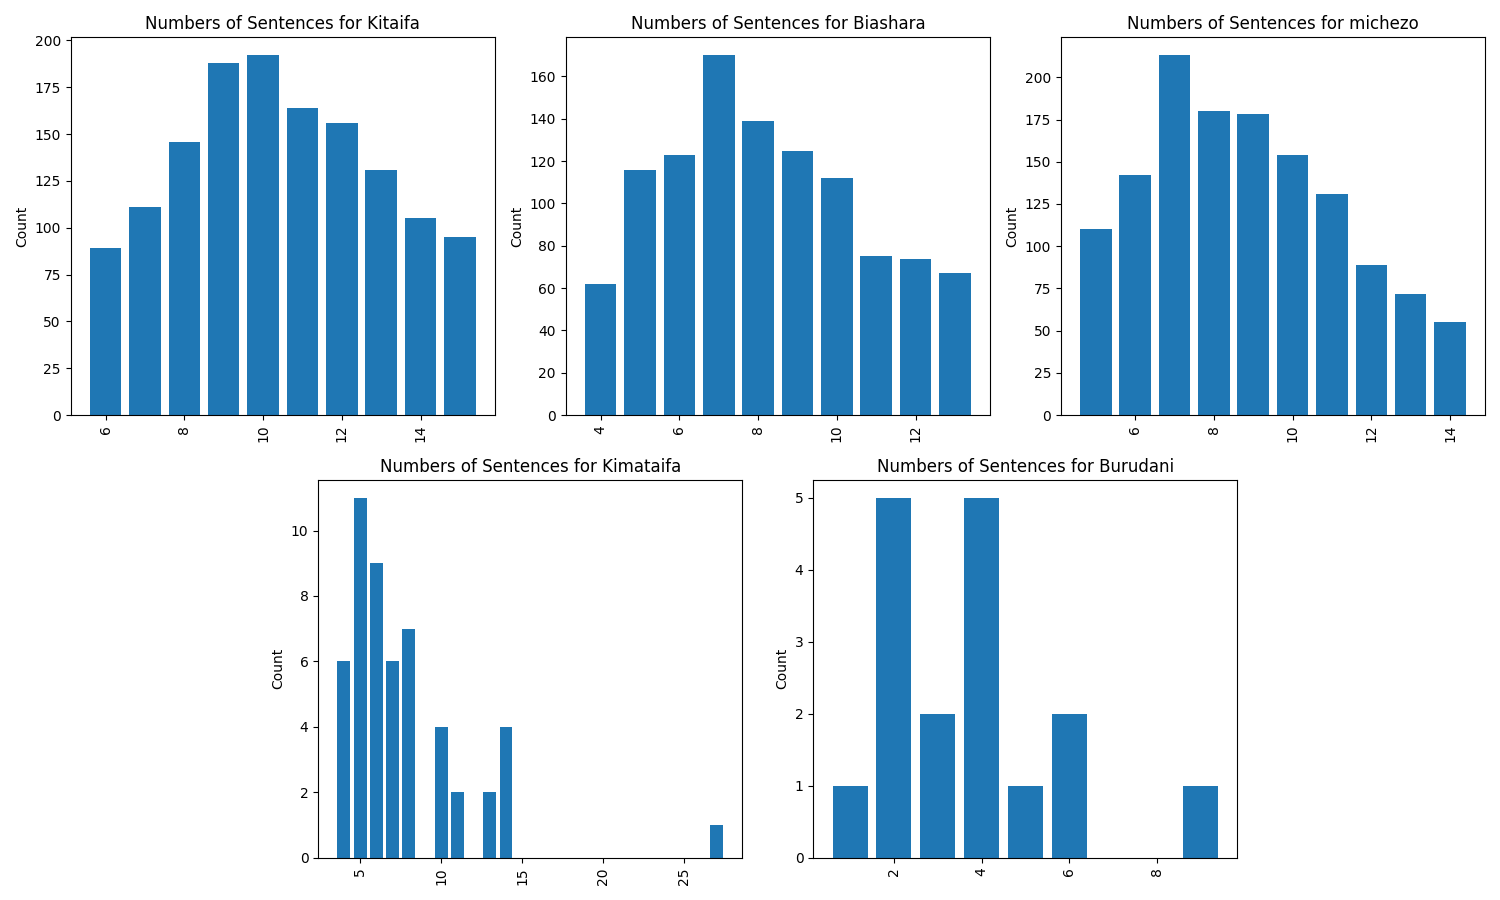 Numbers of Sentences for Kitaifa
Count
200
175
150
125
100
75
50
25
0
6 8 10 12 14
Numbers of Sentences for Biashara
Count
160
140
120
100
80
60
40
20
0
4 6 8 10 12
Numbers of Sentences for michezo
Count
200
175
150
125
100
75
50
25
0
6 8 10 12 14
Numbers of Sentences for Kimataifa
Count
10
8
6
4
2
0
5 10 15 20 25
Numbers of Sentences for Burudani
Count
5
4
3
2
1
0
2 4 6 8